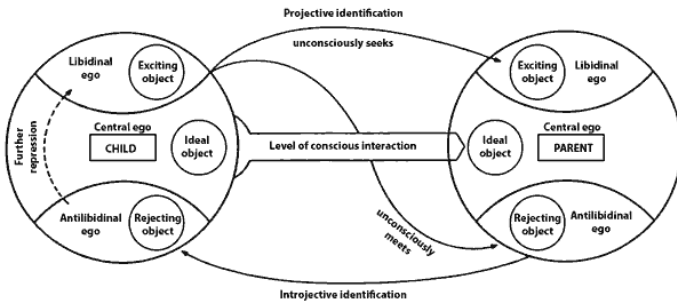 Projective identification
unconsciously seeks
Libidinal
ego
Exciting
object
Exciting
object
Libidinal
ego
Further
repression
Central ego
CHILD
Ideal
object
Level of conscious interaction
Ideal
object
Central ego
PARENT
Antilibidinal
ego
Rejecting
object
unconsciously
meets
Rejecting
object
Antilibidinal
ego
Introjective identification